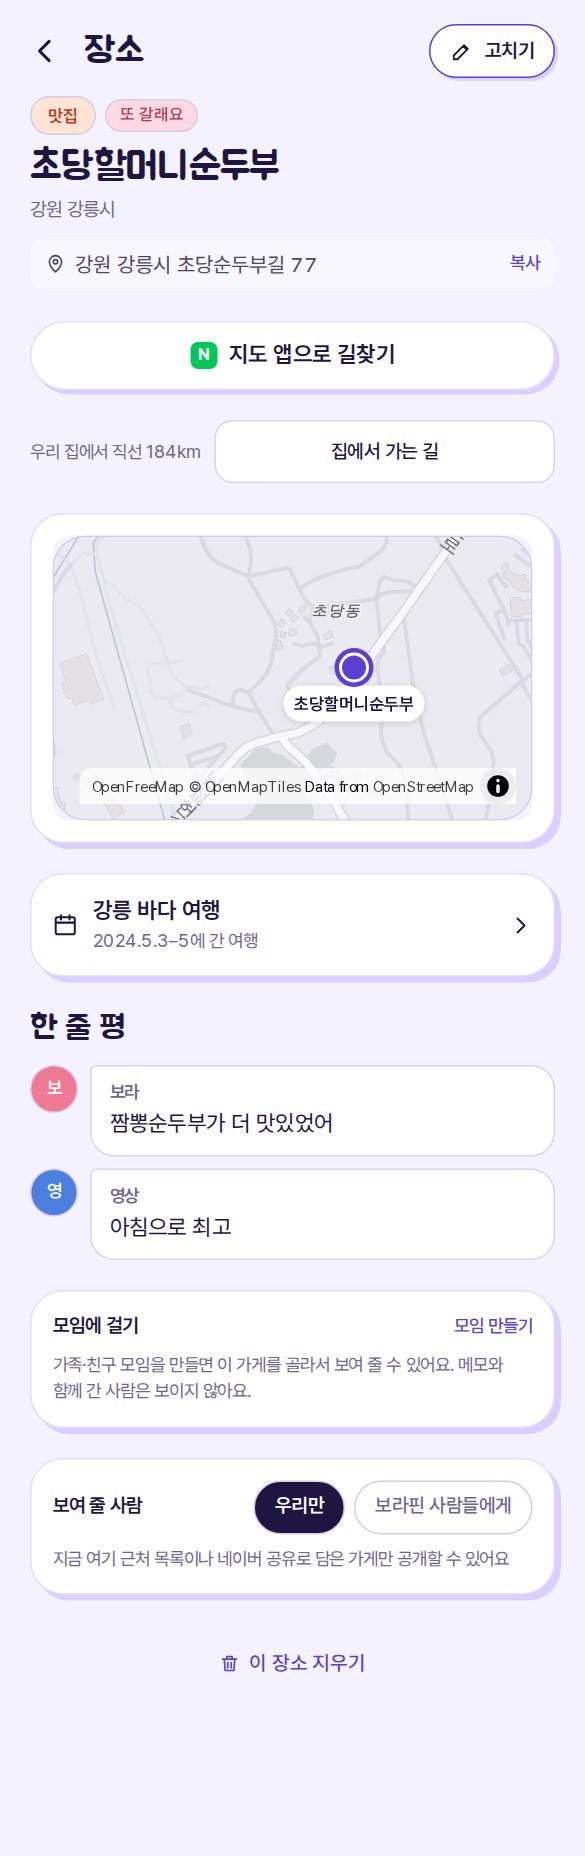 장소
고치기
맛집
또 갈래요
초당할머니순두부
강원 강릉시
강원 강릉시 초당순두부길 77
복사
N 지도 앱으로 길찾기
우리 집에서 직선 184km
집에서 가는 길
초당동
초당할머니순두부
OpenFreeMap © OpenMapTiles Data from OpenStreetMap
강릉 바다 여행
2024.5.3–5에 간 여행
한 줄 평
보
보라
짬뽕순두부가 더 맛있었어
영
영상
아침으로 최고
모임에 걸기
모임 만들기
가족·친구 모임을 만들면 이 가게를 골라서 보여 줄 수 있어요. 메모와
함께 간 사람은 보이지 않아요.
보여 줄 사람
우리만
보라핀 사람들에게
지금 여기 근처 목록이나 네이버 공유로 담은 가게만 공개할 수 있어요
이 장소 지우기